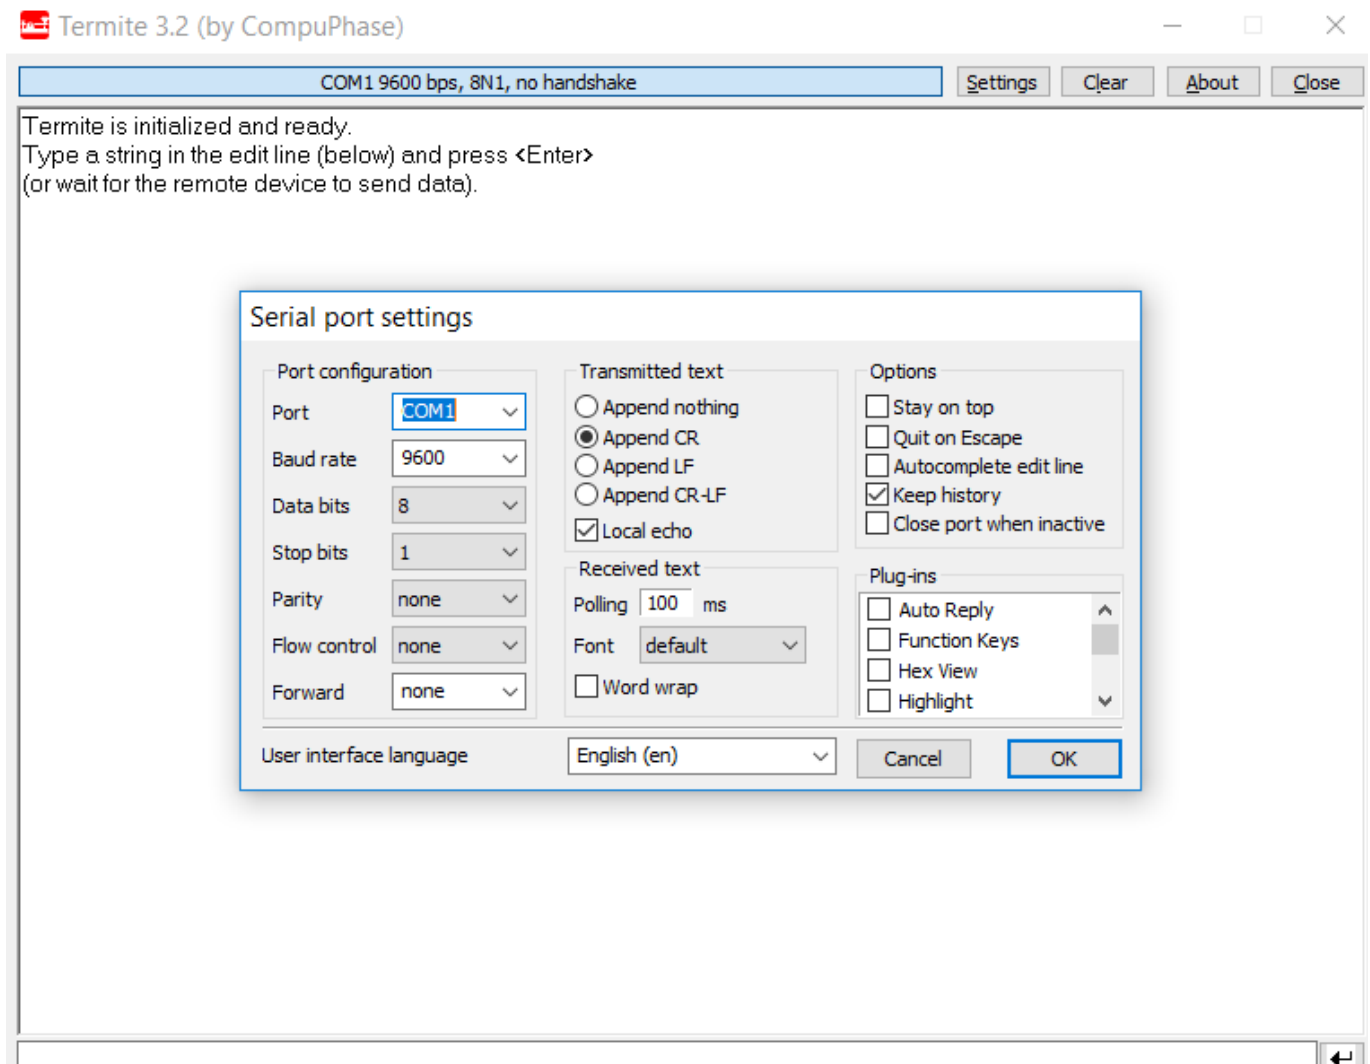 Termite 3.2 (by CompuPhase)
COM1 9600 bps, 8N1, no handshake
Settings
Clear
About
Close
Termite is initialized and ready.
Type a string in the edit line (below) and press <Enter>
(or wait for the remote device to send data).
Serial port settings
Port configuration
Port COM1
Baud rate 9600
Data bits 8
Stop bits 1
Parity none
Flow control none
Forward none
Transmitted text
Append nothing
Append CR
Append LF
Append CR-LF
Local echo
Received text
Polling 100 ms
Font default
Word wrap
Options
Stay on top
Quit on Escape
Autocomplete edit line
Keep history
Close port when inactive
Plug-ins
Auto Reply
Function Keys
Hex View
Highlight
User interface language English (en)
Cancel
OK